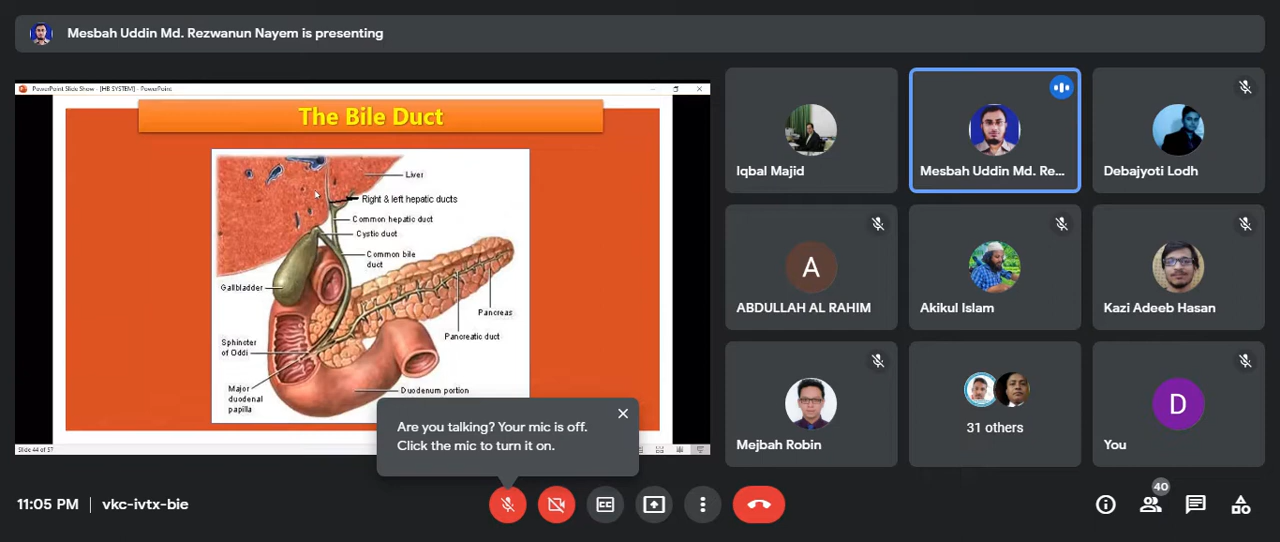 Mesbah Uddin Md. Rezwanun Nayem is presenting
PowerPoint Slide Show - [HB SYSTEM] - PowerPoint
The Bile Duct
Liver
Right & left hepatic ducts
Common hepatic duct
Cystic duct
Common bile
duct
Gallbladder
Pancreas
Pancreatic duct
Sphincter
of Oddi
Major
duodenal
papilla
Duodenum portion
Slide 44 of 57
Iqbal Majid
Mesbah Uddin Md. Re...
Debajyoti Lodh
A
ABDULLAH AL RAHIM
Akikul Islam
Kazi Adeeb Hasan
Mejbah Robin
31 others
D
You
Are you talking? Your mic is off.
Click the mic to turn it on.
11:05 PM | vkc-ivtx-bie
CC
40